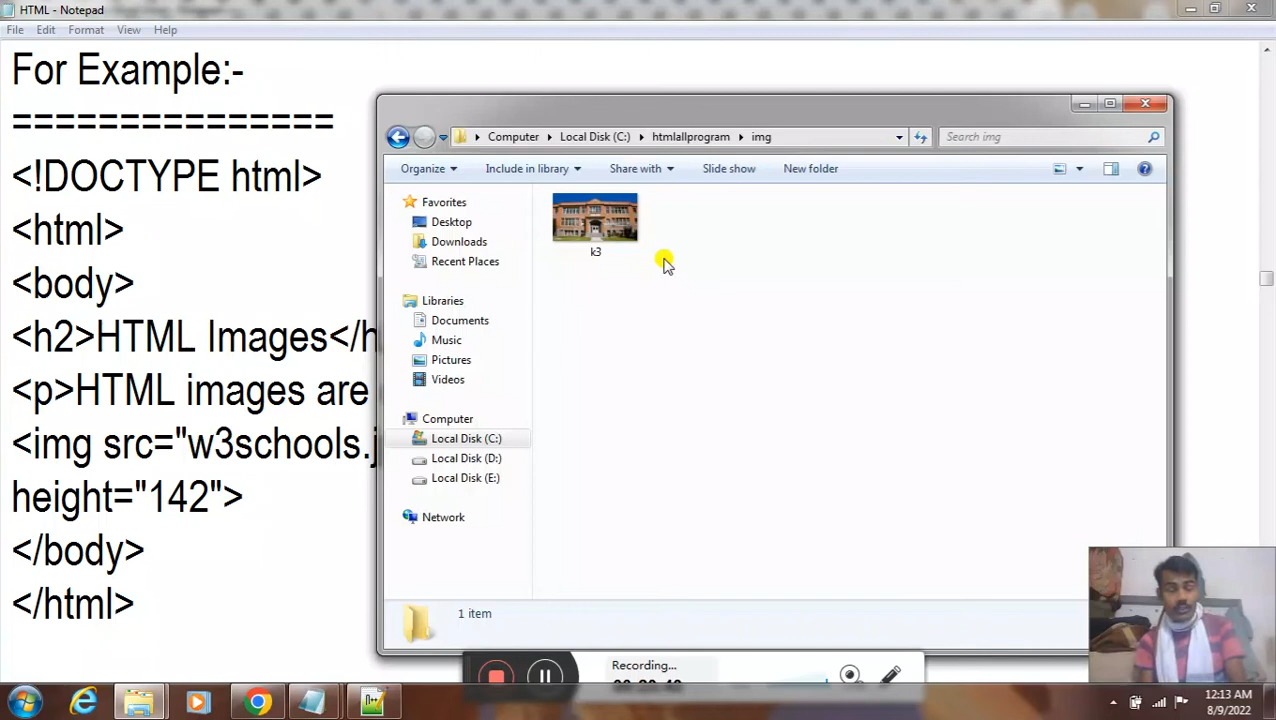 HTML - Notepad
File Edit Format View Help
For Example:-
===============
<!DOCTYPE html>
<html>
<body>
<h2>HTML Images</h
<p>HTML images are
<img src="w3schools.j
height="142">
</body>
</html>
Computer Local Disk (C:) htmlallprogram img
Search img
Organize Include in library Share with Slide show New folder
Favorites
Desktop
Downloads
Recent Places
Libraries
Documents
Music
Pictures
Videos
Computer
Local Disk (C:)
Local Disk (D:)
Local Disk (E:)
Network
k3
1 item
Recording...
12:13 AM
8/9/2022